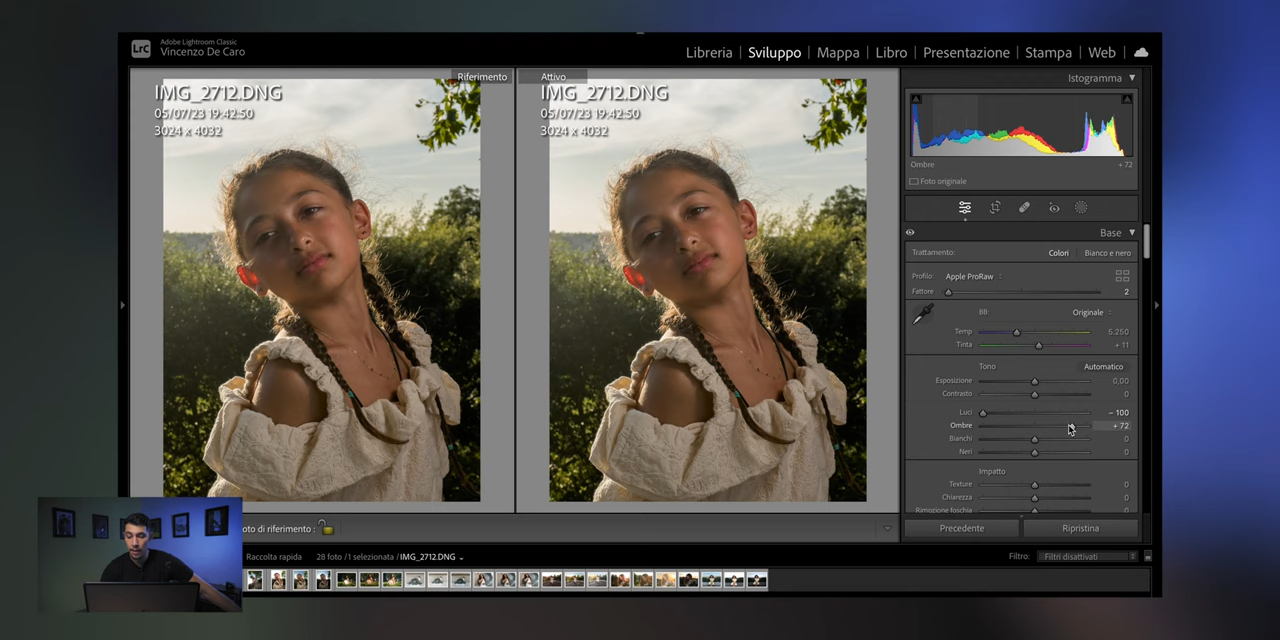 LrC
Adobe Lightroom Classic
Vincenzo De Caro
Libreria | Sviluppo | Mappa | Libro | Presentazione | Stampa | Web
Riferimento
IMG_2712.DNG
05/07/23 19:42:50
3024 x 4032
Attivo
IMG_2712.DNG
05/07/23 19:42:50
3024 x 4032
Istogramma
Ombre + 72
Foto originale
Base
Trattamento: Colori Bianco e nero
Profilo: Apple ProRaw
Fattore 2
BB: Originale
Temp 5.250
Tinta + 11
Tono Automatico
Esposizione 0,00
Contrasto 0
Luci – 100
Ombre + 72
Bianchi 0
Neri 0
Impatto
Texture 0
Chiarezza 0
Rimozione foschia 0
Precedente Ripristina
oto di riferimento :
Raccolta rapida 28 foto /1 selezionata /IMG_2712.DNG
Filtro: Filtri disattivati